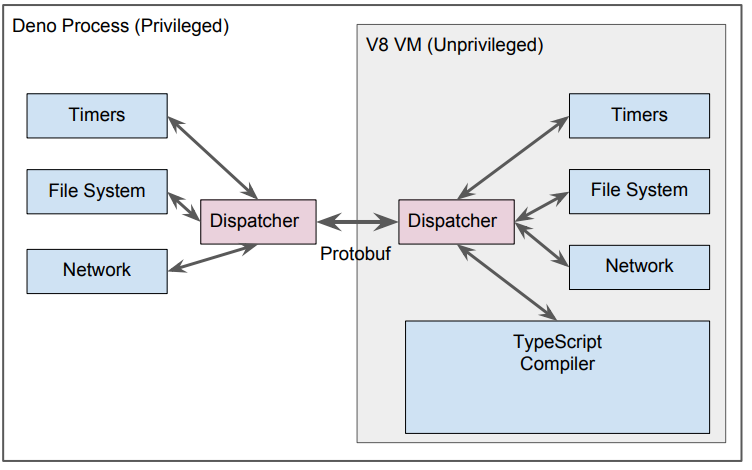 Deno Process (Privileged)
V8 VM (Unprivileged)
Timers
File System
Network
Dispatcher
Protobuf
Dispatcher
Timers
File System
Network
TypeScript
Compiler